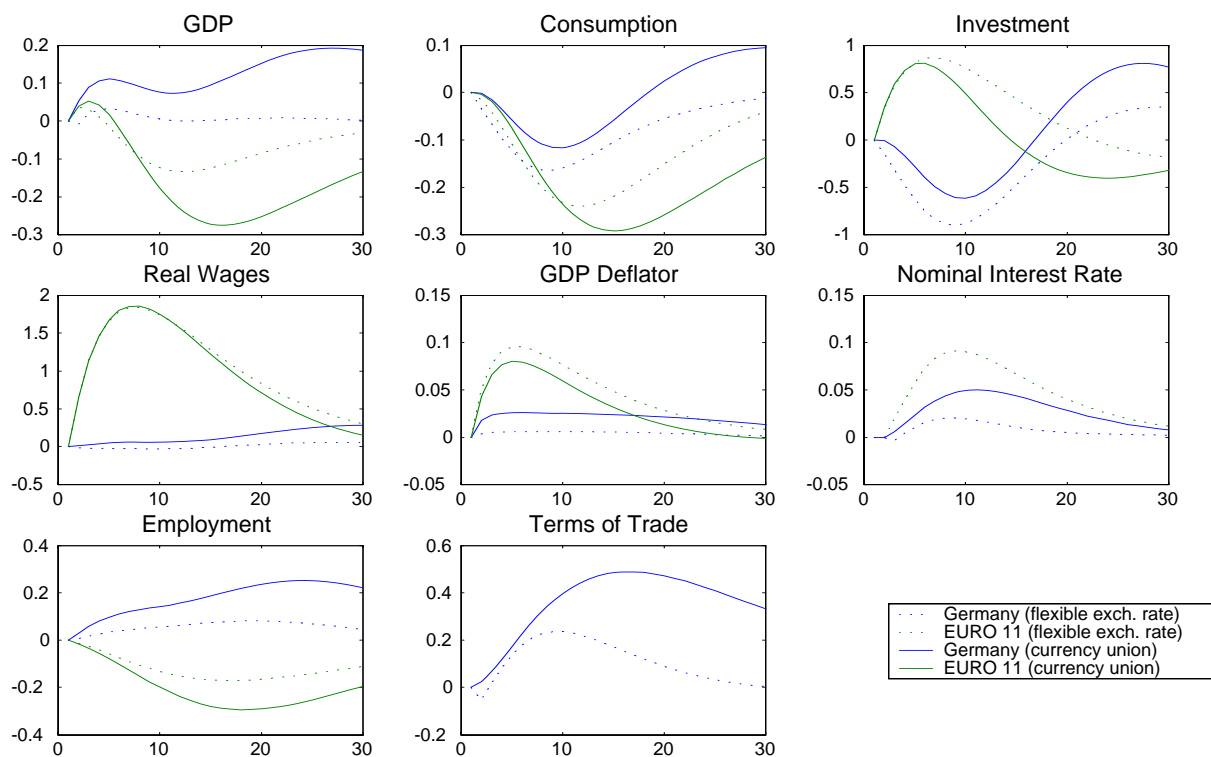 GDP
0.2
0.1
0
-0.1
-0.2
-0.3
0 10 20 30
Consumption
0.1
0
-0.1
-0.2
-0.3
0 10 20 30
Investment
1
0.5
0
-0.5
-1
0 10 20 30
Real Wages
2
1.5
1
0.5
0
-0.5
0 10 20 30
GDP Deflator
0.15
0.1
0.05
0
-0.05
0 10 20 30
Nominal Interest Rate
0.15
0.1
0.05
0
-0.05
0 10 20 30
Employment
0.4
0.2
0
-0.2
-0.4
0 10 20 30
Terms of Trade
0.6
0.4
0.2
0
-0.2
0 10 20 30
Germany (flexible exch. rate)
EURO 11 (flexible exch. rate)
Germany (currency union)
EURO 11 (currency union)